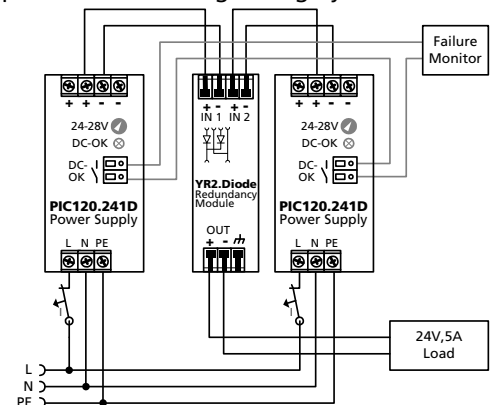 Failure
Monitor
+ + - -
+ - + -
IN 1 IN 2
+ + - -
24-28V
DC-OK
DC-
OK
24-28V
DC-OK
DC-
OK
PIC120.241D
Power Supply
YR2.Diode
Redundancy
Module
PIC120.241D
Power Supply
L N PE
OUT
+ -
L N PE
I
I
24V,5A
Load
L
N
PE